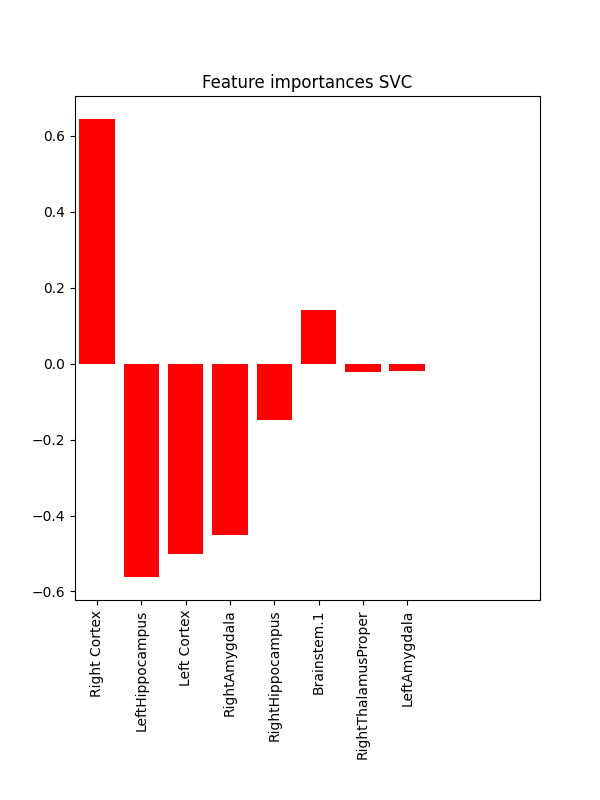 Feature importances SVC
0.6
0.4
0.2
0.0
−0.2
−0.4
−0.6
Right Cortex
LeftHippocampus
Left Cortex
RightAmygdala
RightHippocampus
Brainstem.1
RightThalamusProper
LeftAmygdala